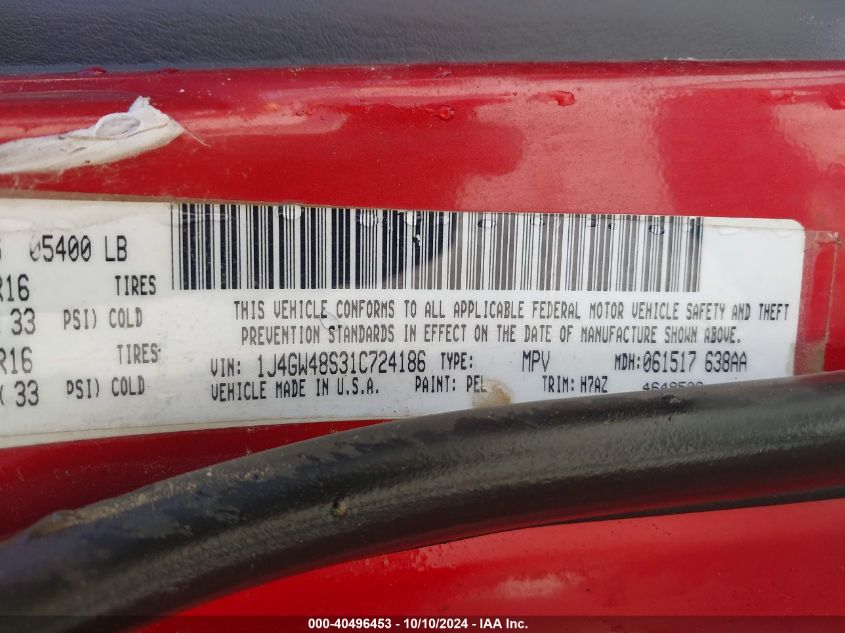 05400 LB
R16 TIRES
33 PSI) COLD
R16 TIRES
( 33 PSI) COLD
THIS VEHICLE CONFORMS TO ALL APPLICABLE FEDERAL MOTOR VEHICLE SAFETY AND THEFT
PREVENTION STANDARDS IN EFFECT ON THE DATE OF MANUFACTURE SHOWN ABOVE.
VIN: 1J4GW48S31C724186 TYPE: MPV MDH:061517 638AA
VEHICLE MADE IN U.S.A. PAINT: PEL TRIM: H7AZ
000-40496453 - 10/10/2024 - IAA Inc.